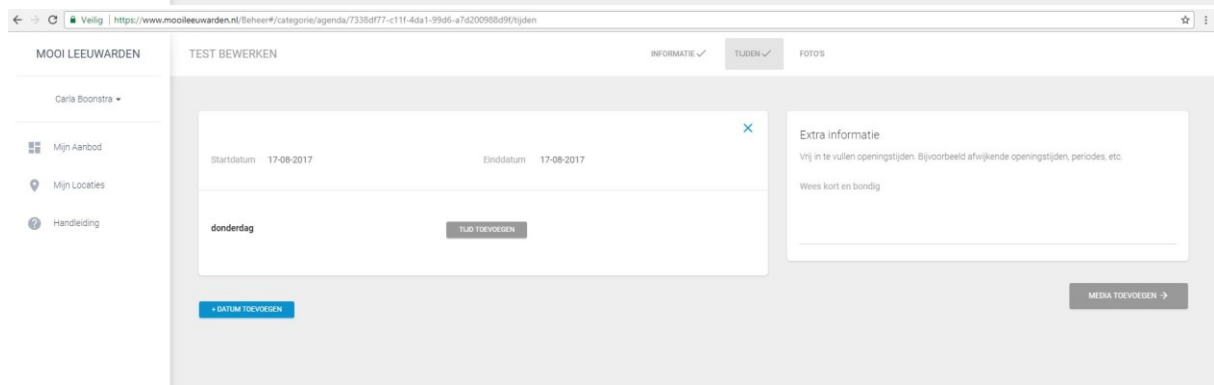 Veilig | https://www.mooileeuwarden.nl/Beheer#/categorie/agenda/7338df77-c11f-4da1-99d6-a7d200988d9f/tijden
MOOI LEEUWARDEN
TEST BEWERKEN
INFORMATIE
TIJDEN
FOTO'S
Carla Boonstra
Mijn Aanbod
Mijn Locaties
Handleiding
Startdatum 17-08-2017
Einddatum 17-08-2017
donderdag
TIJD TOEVOEGEN
+ DATUM TOEVOEGEN
Extra informatie
Vrij in te vullen openingstijden. Bijvoorbeeld afwijkende openingstijden, periodes, etc.
Wees kort en bondig
MEDIA TOEVOEGEN